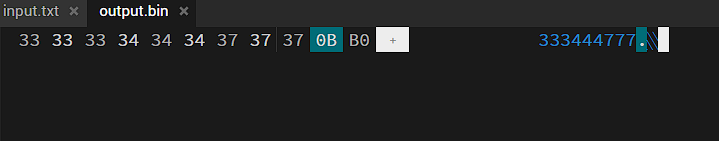 input.txt × output.bin ×
33 33 33 34 34 34 37 37 37 0B B0 + 333444777.\\